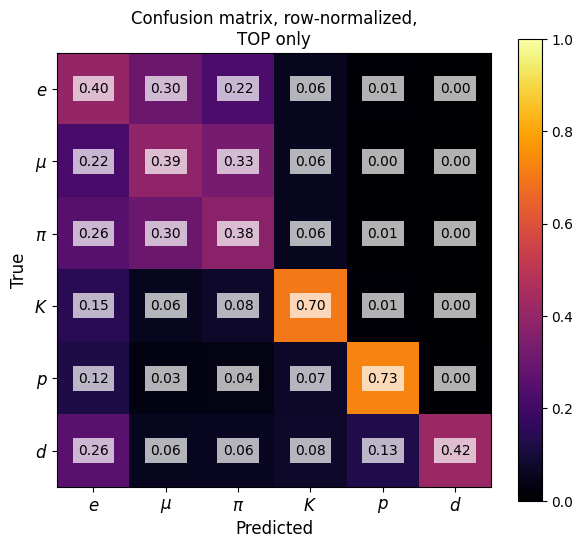 Confusion matrix, row-normalized,
TOP only
True
e 0.40 0.30 0.22 0.06 0.01 0.00
μ 0.22 0.39 0.33 0.06 0.00 0.00
π 0.26 0.30 0.38 0.06 0.01 0.00
K 0.15 0.06 0.08 0.70 0.01 0.00
p 0.12 0.03 0.04 0.07 0.73 0.00
d 0.26 0.06 0.06 0.08 0.13 0.42
e μ π K p d
Predicted
1.0
0.8
0.6
0.4
0.2
0.0